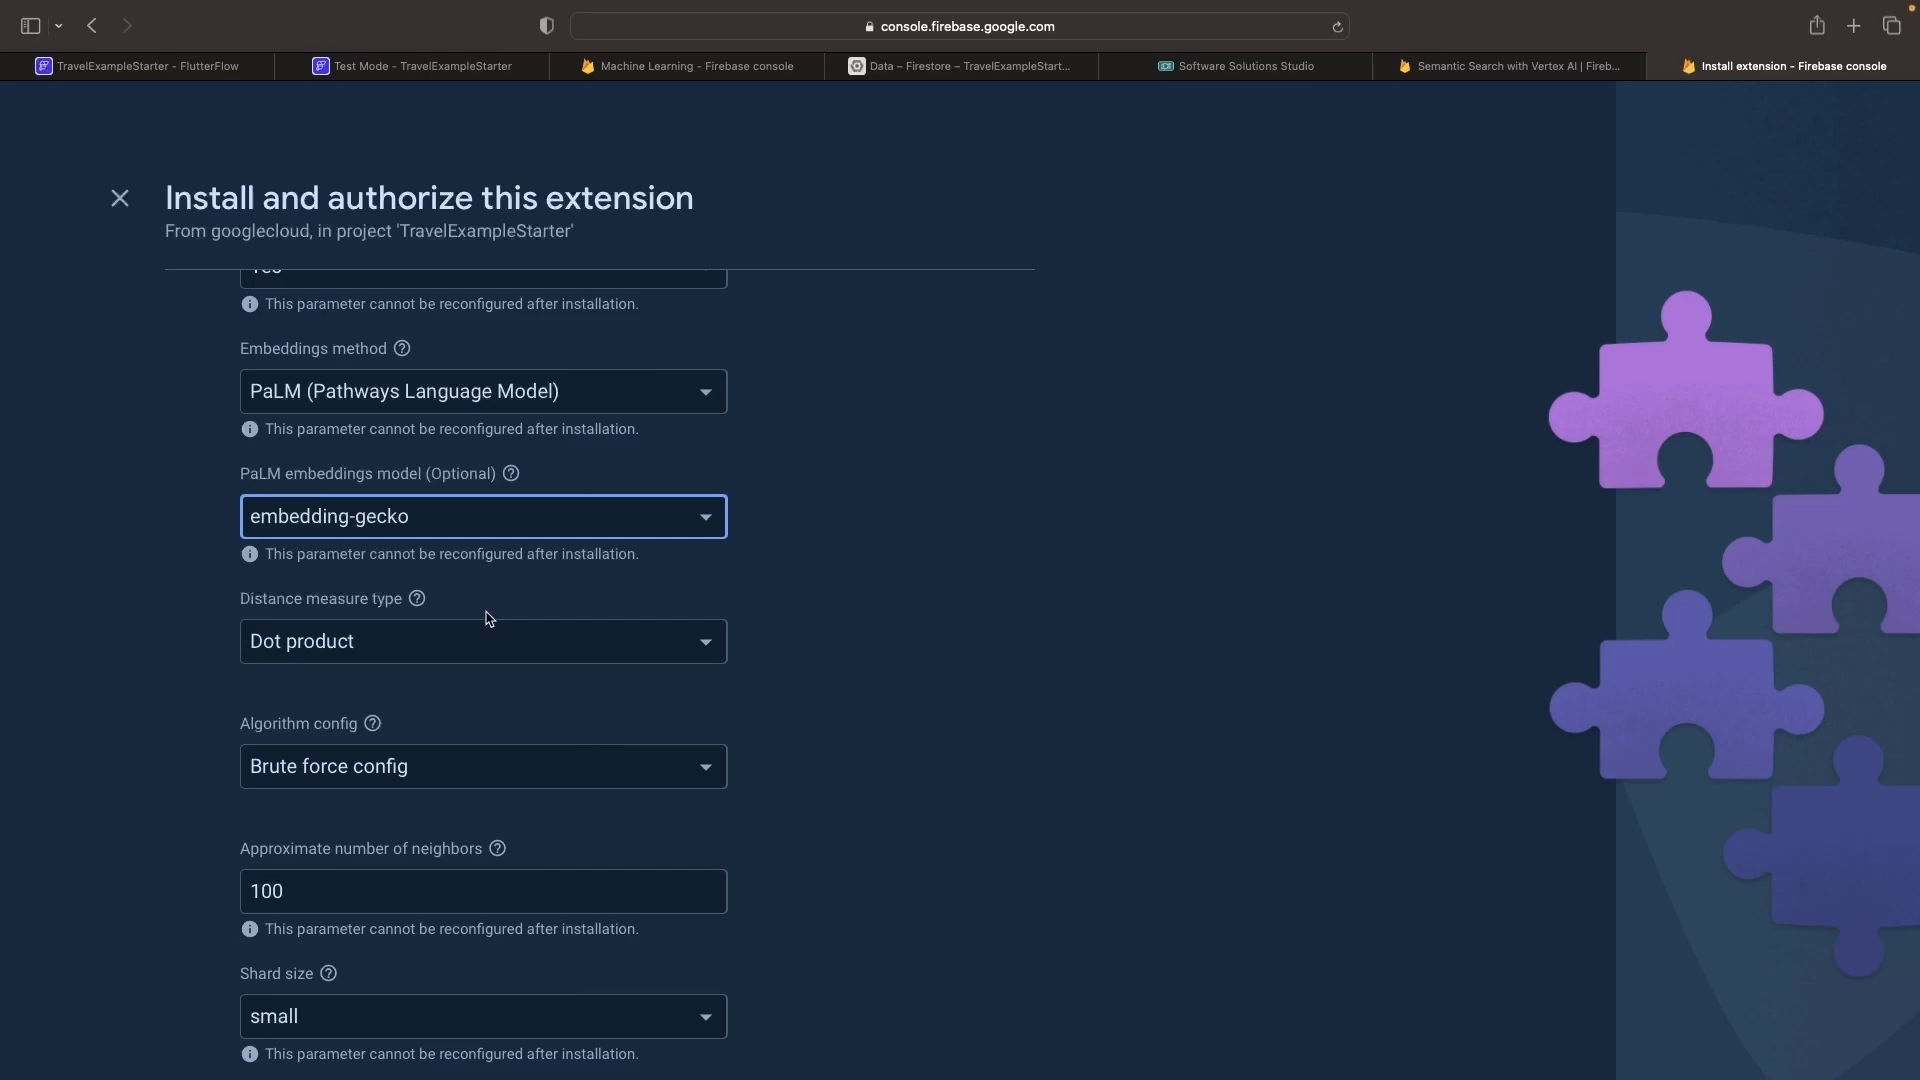 console.firebase.google.com
TravelExampleStarter - FlutterFlow
Test Mode - TravelExampleStarter
Machine Learning - Firebase console
Data – Firestore – TravelExampleStart...
Software Solutions Studio
Semantic Search with Vertex AI | Fireb...
Install extension - Firebase console
Install and authorize this extension
From googlecloud, in project 'TravelExampleStarter'
This parameter cannot be reconfigured after installation.
Embeddings method
PaLM (Pathways Language Model)
This parameter cannot be reconfigured after installation.
PaLM embeddings model (Optional)
embedding-gecko
This parameter cannot be reconfigured after installation.
Distance measure type
Dot product
Algorithm config
Brute force config
Approximate number of neighbors
100
This parameter cannot be reconfigured after installation.
Shard size
small
This parameter cannot be reconfigured after installation.